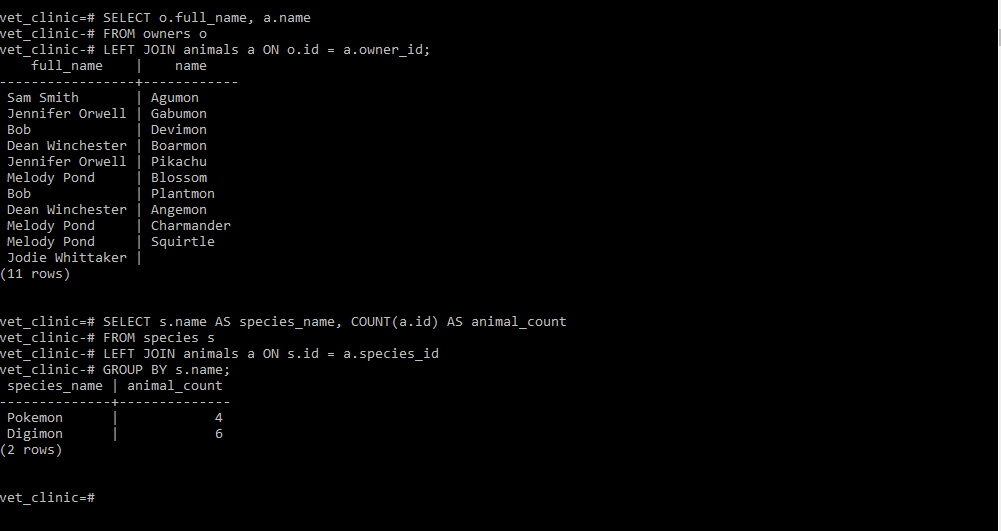 vet_clinic=# SELECT o.full_name, a.name
vet_clinic-# FROM owners o
vet_clinic-# LEFT JOIN animals a ON o.id = a.owner_id;
    full_name    |    name
-----------------+------------
 Sam Smith       | Agumon
 Jennifer Orwell | Gabumon
 Bob             | Devimon
 Dean Winchester | Boarmon
 Jennifer Orwell | Pikachu
 Melody Pond     | Blossom
 Bob             | Plantmon
 Dean Winchester | Angemon
 Melody Pond     | Charmander
 Melody Pond     | Squirtle
 Jodie Whittaker |
(11 rows)
vet_clinic=# SELECT s.name AS species_name, COUNT(a.id) AS animal_count
vet_clinic-# FROM species s
vet_clinic-# LEFT JOIN animals a ON s.id = a.species_id
vet_clinic-# GROUP BY s.name;
 species_name | animal_count
--------------+--------------
 Pokemon      |            4
 Digimon      |            6
(2 rows)
vet_clinic=#